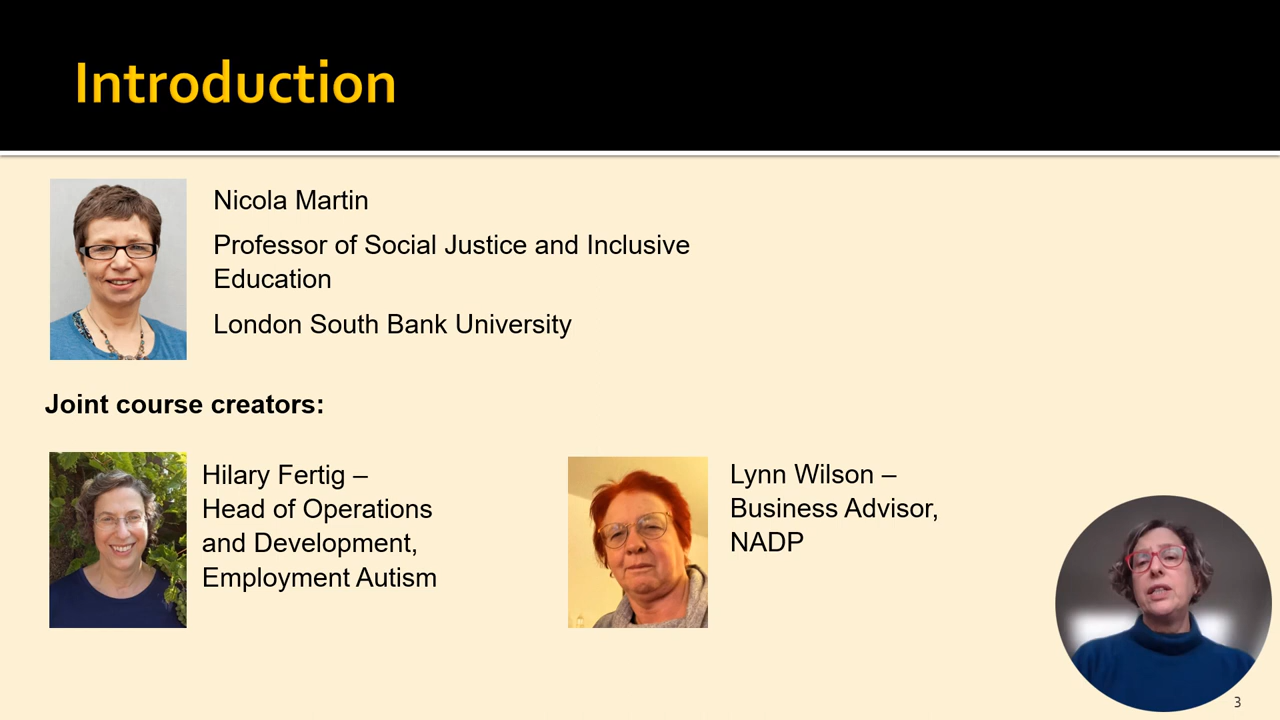 Introduction
Nicola Martin
Professor of Social Justice and Inclusive
Education
London South Bank University
Joint course creators:
Hilary Fertig –
Head of Operations
and Development,
Employment Autism
Lynn Wilson –
Business Advisor,
NADP
3